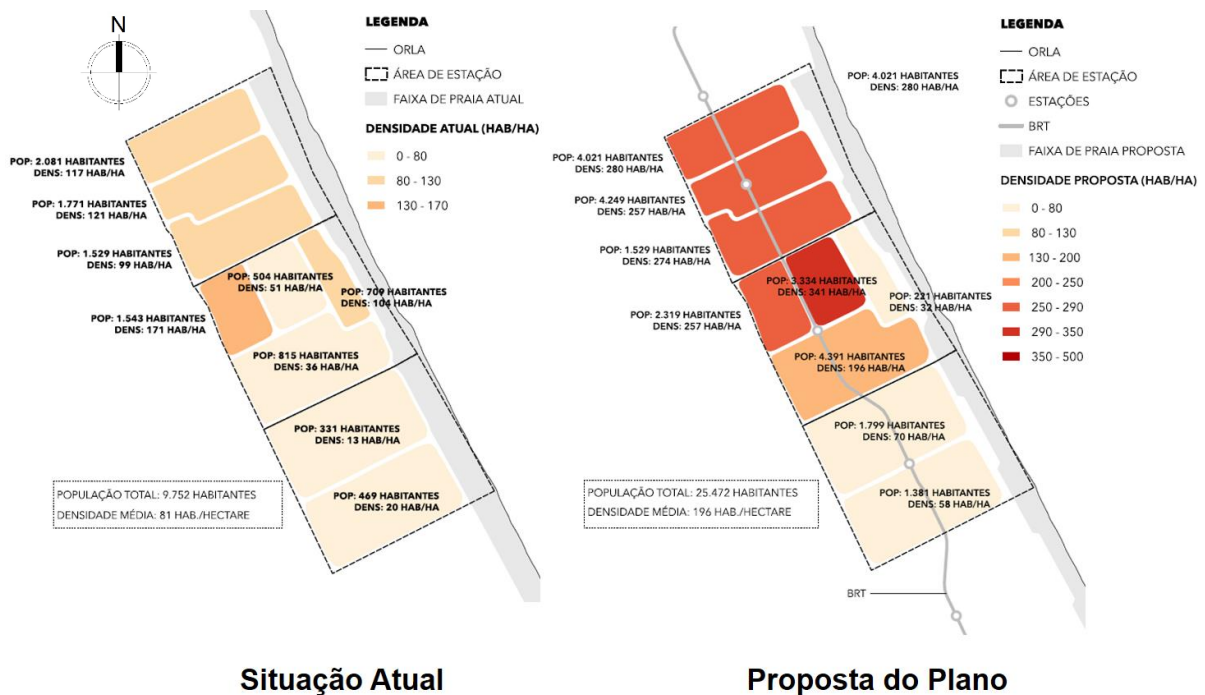 N
LEGENDA
ORLA
ÁREA DE ESTAÇÃO
FAIXA DE PRAIA ATUAL
DENSIDADE ATUAL (HAB/HA)
0 - 80
80 - 130
130 - 170
POP: 2.081 HABITANTES
DENS: 117 HAB/HA
POP: 1.771 HABITANTES
DENS: 121 HAB/HA
POP: 1.529 HABITANTES
DENS: 99 HAB/HA
POP: 504 HABITANTES
DENS: 51 HAB/HA
POP: 709 HABITANTES
DENS: 104 HAB/HA
POP: 1.543 HABITANTES
DENS: 171 HAB/HA
POP: 815 HABITANTES
DENS: 36 HAB/HA
POP: 331 HABITANTES
DENS: 13 HAB/HA
POP: 469 HABITANTES
DENS: 20 HAB/HA
POPULAÇÃO TOTAL: 9.752 HABITANTES
DENSIDADE MÉDIA: 81 HAB./HECTARE
Situação Atual
LEGENDA
ORLA
ÁREA DE ESTAÇÃO
ESTAÇÕES
BRT
FAIXA DE PRAIA PROPOSTA
DENSIDADE PROPOSTA (HAB/HA)
0 - 80
80 - 130
130 - 200
200 - 250
250 - 290
290 - 350
350 - 500
POP: 4.021 HABITANTES
DENS: 280 HAB/HA
POP: 4.021 HABITANTES
DENS: 280 HAB/HA
POP: 4.249 HABITANTES
DENS: 257 HAB/HA
POP: 1.529 HABITANTES
DENS: 274 HAB/HA
POP: 3.334 HABITANTES
DENS: 341 HAB/HA
POP: 221 HABITANTES
DENS: 32 HAB/HA
POP: 2.319 HABITANTES
DENS: 257 HAB/HA
POP: 4.391 HABITANTES
DENS: 196 HAB/HA
POP: 1.799 HABITANTES
DENS: 70 HAB/HA
POP: 1.381 HABITANTES
DENS: 58 HAB/HA
POPULAÇÃO TOTAL: 25.472 HABITANTES
DENSIDADE MÉDIA: 196 HAB./HECTARE
BRT
Proposta do Plano